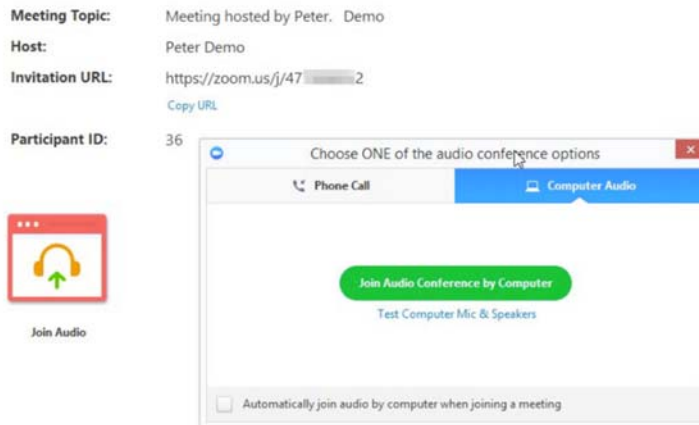 Meeting Topic: Meeting hosted by Peter. Demo
Host: Peter Demo
Invitation URL: https://zoom.us/j/47 2
Copy URL
Participant ID: 36
Choose ONE of the audio conference options
Phone Call Computer Audio
Join Audio Conference by Computer
Test Computer Mic & Speakers
Join Audio
Automatically join audio by computer when joining a meeting